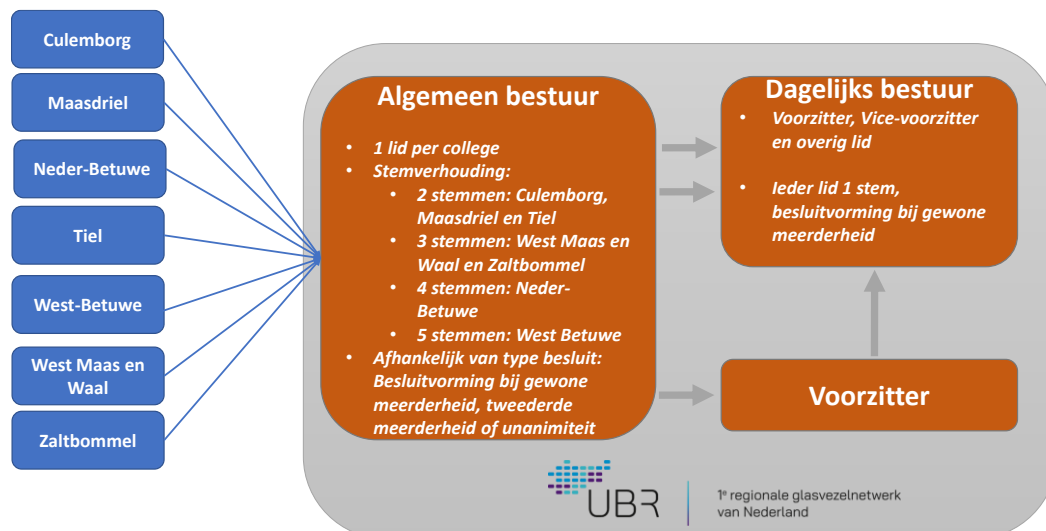 Culemborg
Maasdriel
Neder-Betuwe
Tiel
West-Betuwe
West Maas en
Waal
Zaltbommel
Algemeen bestuur
• 1 lid per college
• Stemverhouding:
• 2 stemmen: Culemborg,
Maasdriel en Tiel
• 3 stemmen: West Maas en
Waal en Zaltbommel
• 4 stemmen: Neder-
Betuwe
• 5 stemmen: West Betuwe
• Afhankelijk van type besluit:
Besluitvorming bij gewone
meerderheid, tweederde
meerderheid of unanimiteit
Dagelijks bestuur
• Voorzitter, Vice-voorzitter
en overig lid
• Ieder lid 1 stem,
besluitvorming bij gewone
meerderheid
Voorzitter
UBR
1e regionale glasvezelnetwerk
van Nederland